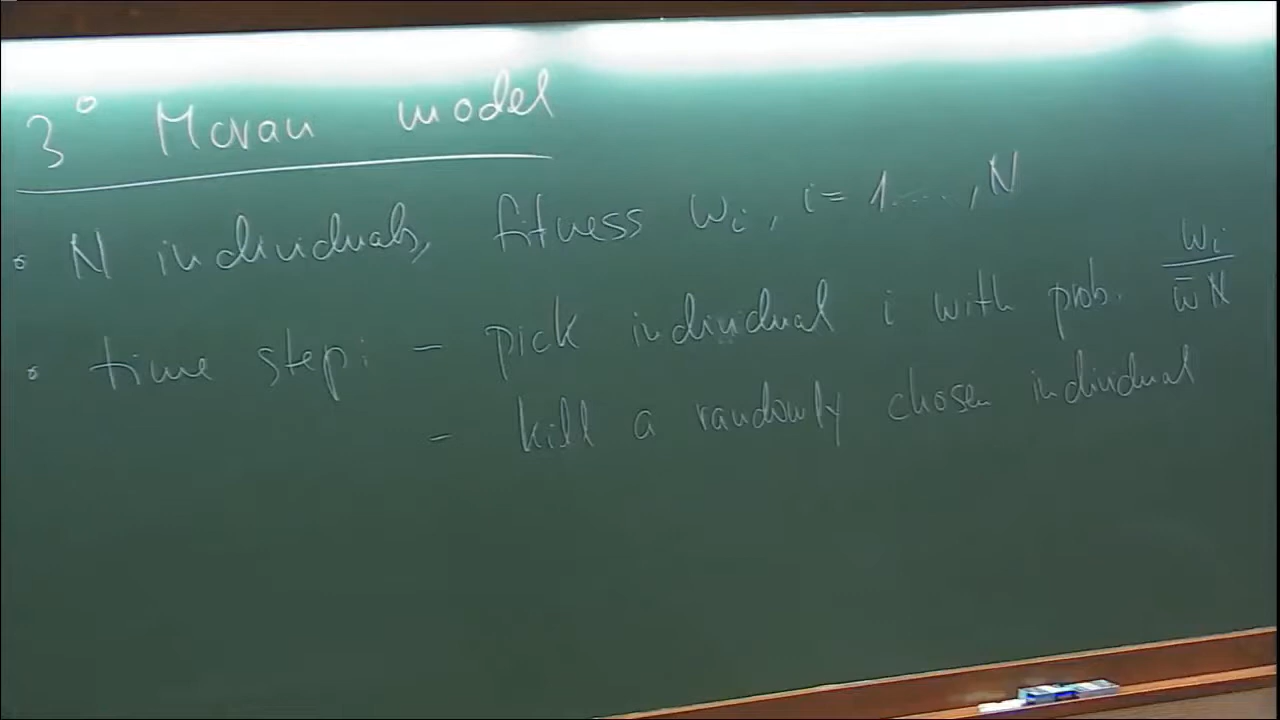 3° Moran model
• N individuals, fitness wᵢ, i = 1...., N
• time step: – pick individual i with prob. wᵢ / w̄ N
– kill a randomly chosen individual